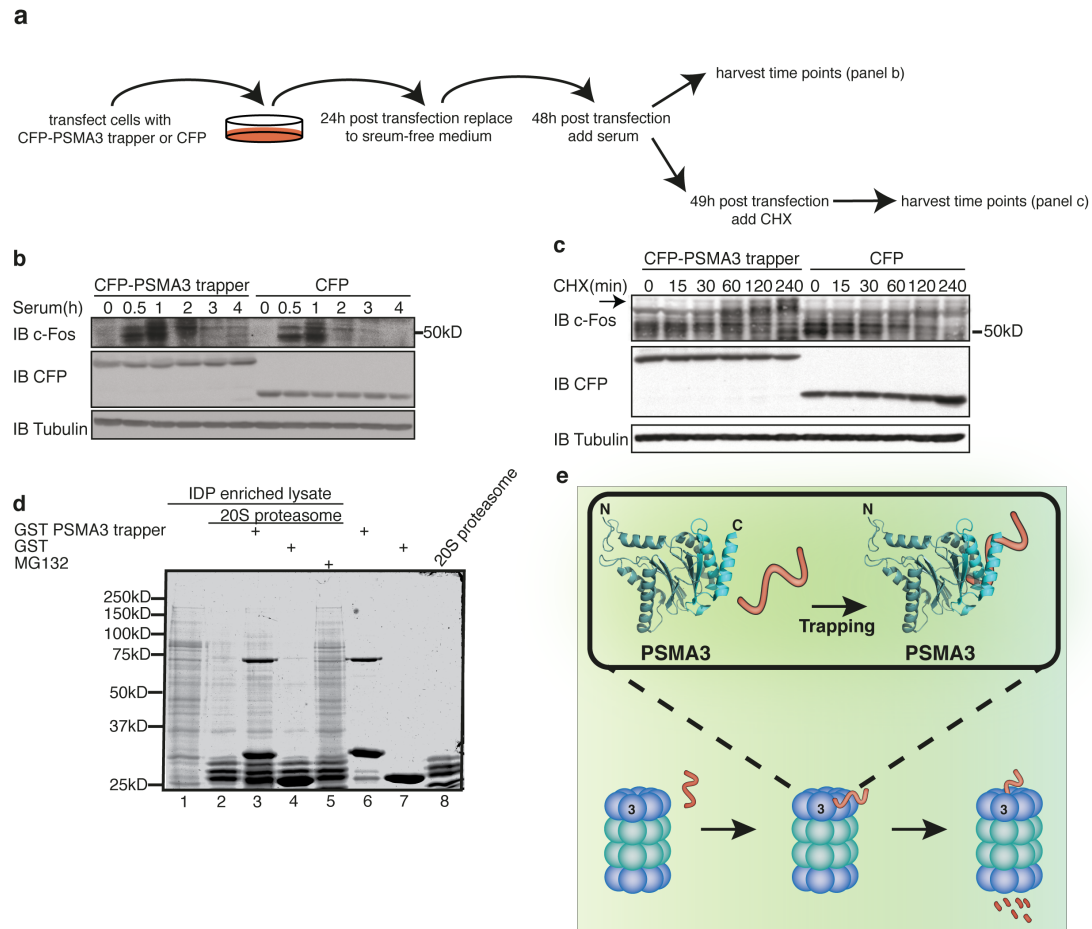 a
transfect cells with
CFP-PSMA3 trapper or CFP
24h post transfection replace
to sreum-free medium
48h post transfection
add serum
harvest time points (panel b)
49h post transfection
add CHX
harvest time points (panel c)
b
CFP-PSMA3 trapper CFP
Serum(h) 0 0.5 1 2 3 4 0 0.5 1 2 3 4
IB c-Fos
50kD
IB CFP
IB Tubulin
c
CFP-PSMA3 trapper CFP
CHX(min) 0 15 30 60 120 240 0 15 30 60 120 240
IB c-Fos
50kD
IB CFP
IB Tubulin
d
IDP enriched lysate
20S proteasome
20S proteasome
GST PSMA3 trapper + +
GST + +
MG132 +
250kD
150kD
100kD
75kD
50kD
37kD
25kD
1 2 3 4 5 6 7 8
e
N
C
PSMA3
Trapping
N
C
PSMA3
3
3
3